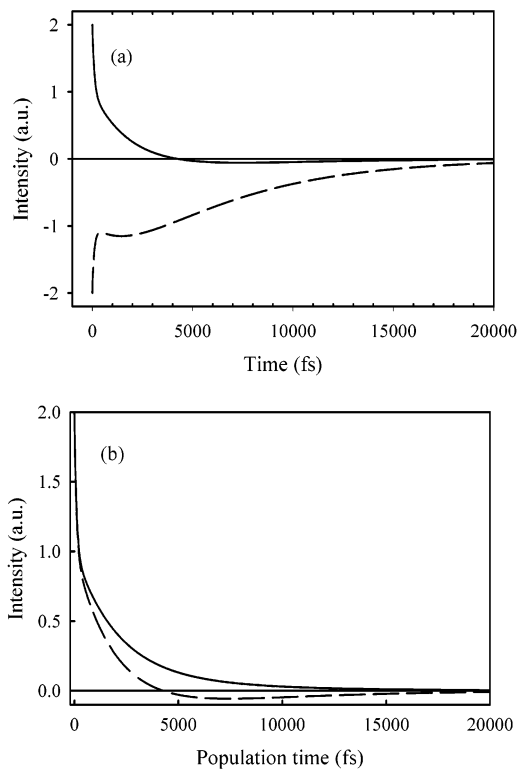 2
(a)
1
0
-1
-2
Intensity (a.u.)
0 5000 10000 15000 20000
Time (fs)
2.0
(b)
1.5
1.0
0.5
0.0
Intensity (a.u.)
0 5000 10000 15000 20000
Population time (fs)